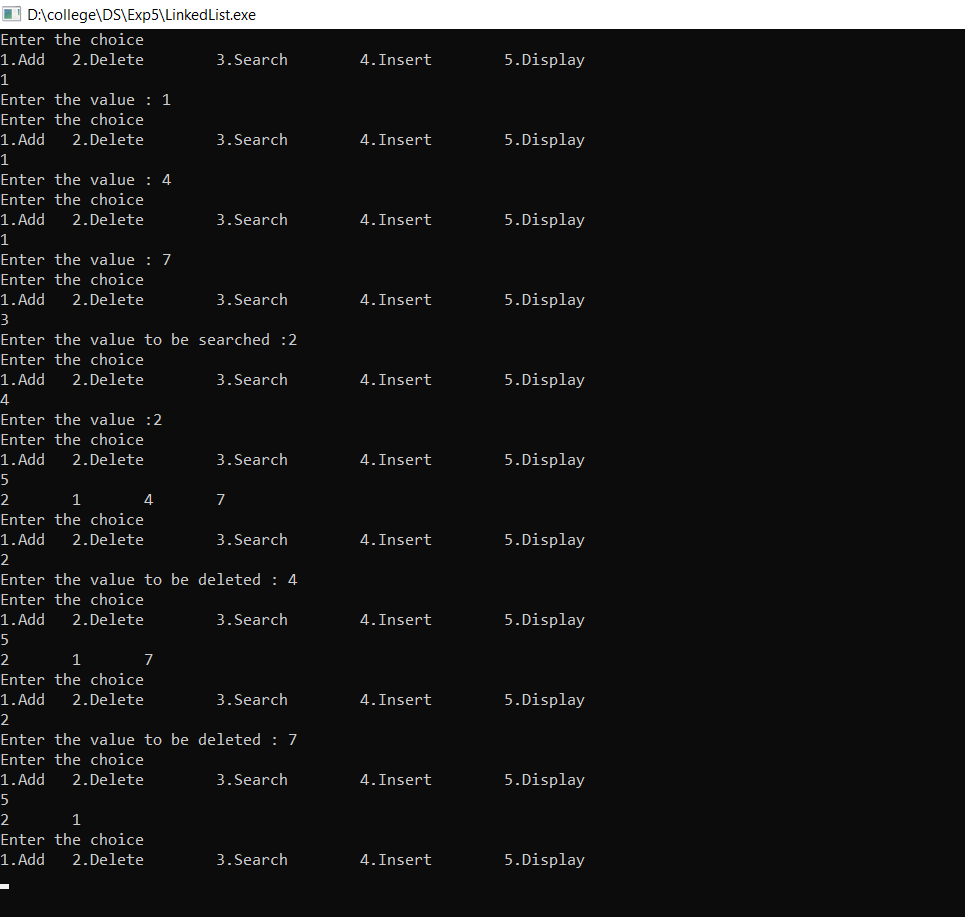 D:\college\DS\Exp5\LinkedList.exe
Enter the choice
1.Add   2.Delete        3.Search        4.Insert        5.Display
1
Enter the value : 1
Enter the choice
1.Add   2.Delete        3.Search        4.Insert        5.Display
1
Enter the value : 4
Enter the choice
1.Add   2.Delete        3.Search        4.Insert        5.Display
1
Enter the value : 7
Enter the choice
1.Add   2.Delete        3.Search        4.Insert        5.Display
3
Enter the value to be searched :2
Enter the choice
1.Add   2.Delete        3.Search        4.Insert        5.Display
4
Enter the value :2
Enter the choice
1.Add   2.Delete        3.Search        4.Insert        5.Display
5
2       1       4       7
Enter the choice
1.Add   2.Delete        3.Search        4.Insert        5.Display
2
Enter the value to be deleted : 4
Enter the choice
1.Add   2.Delete        3.Search        4.Insert        5.Display
5
2       1       7
Enter the choice
1.Add   2.Delete        3.Search        4.Insert        5.Display
2
Enter the value to be deleted : 7
Enter the choice
1.Add   2.Delete        3.Search        4.Insert        5.Display
5
2       1
Enter the choice
1.Add   2.Delete        3.Search        4.Insert        5.Display